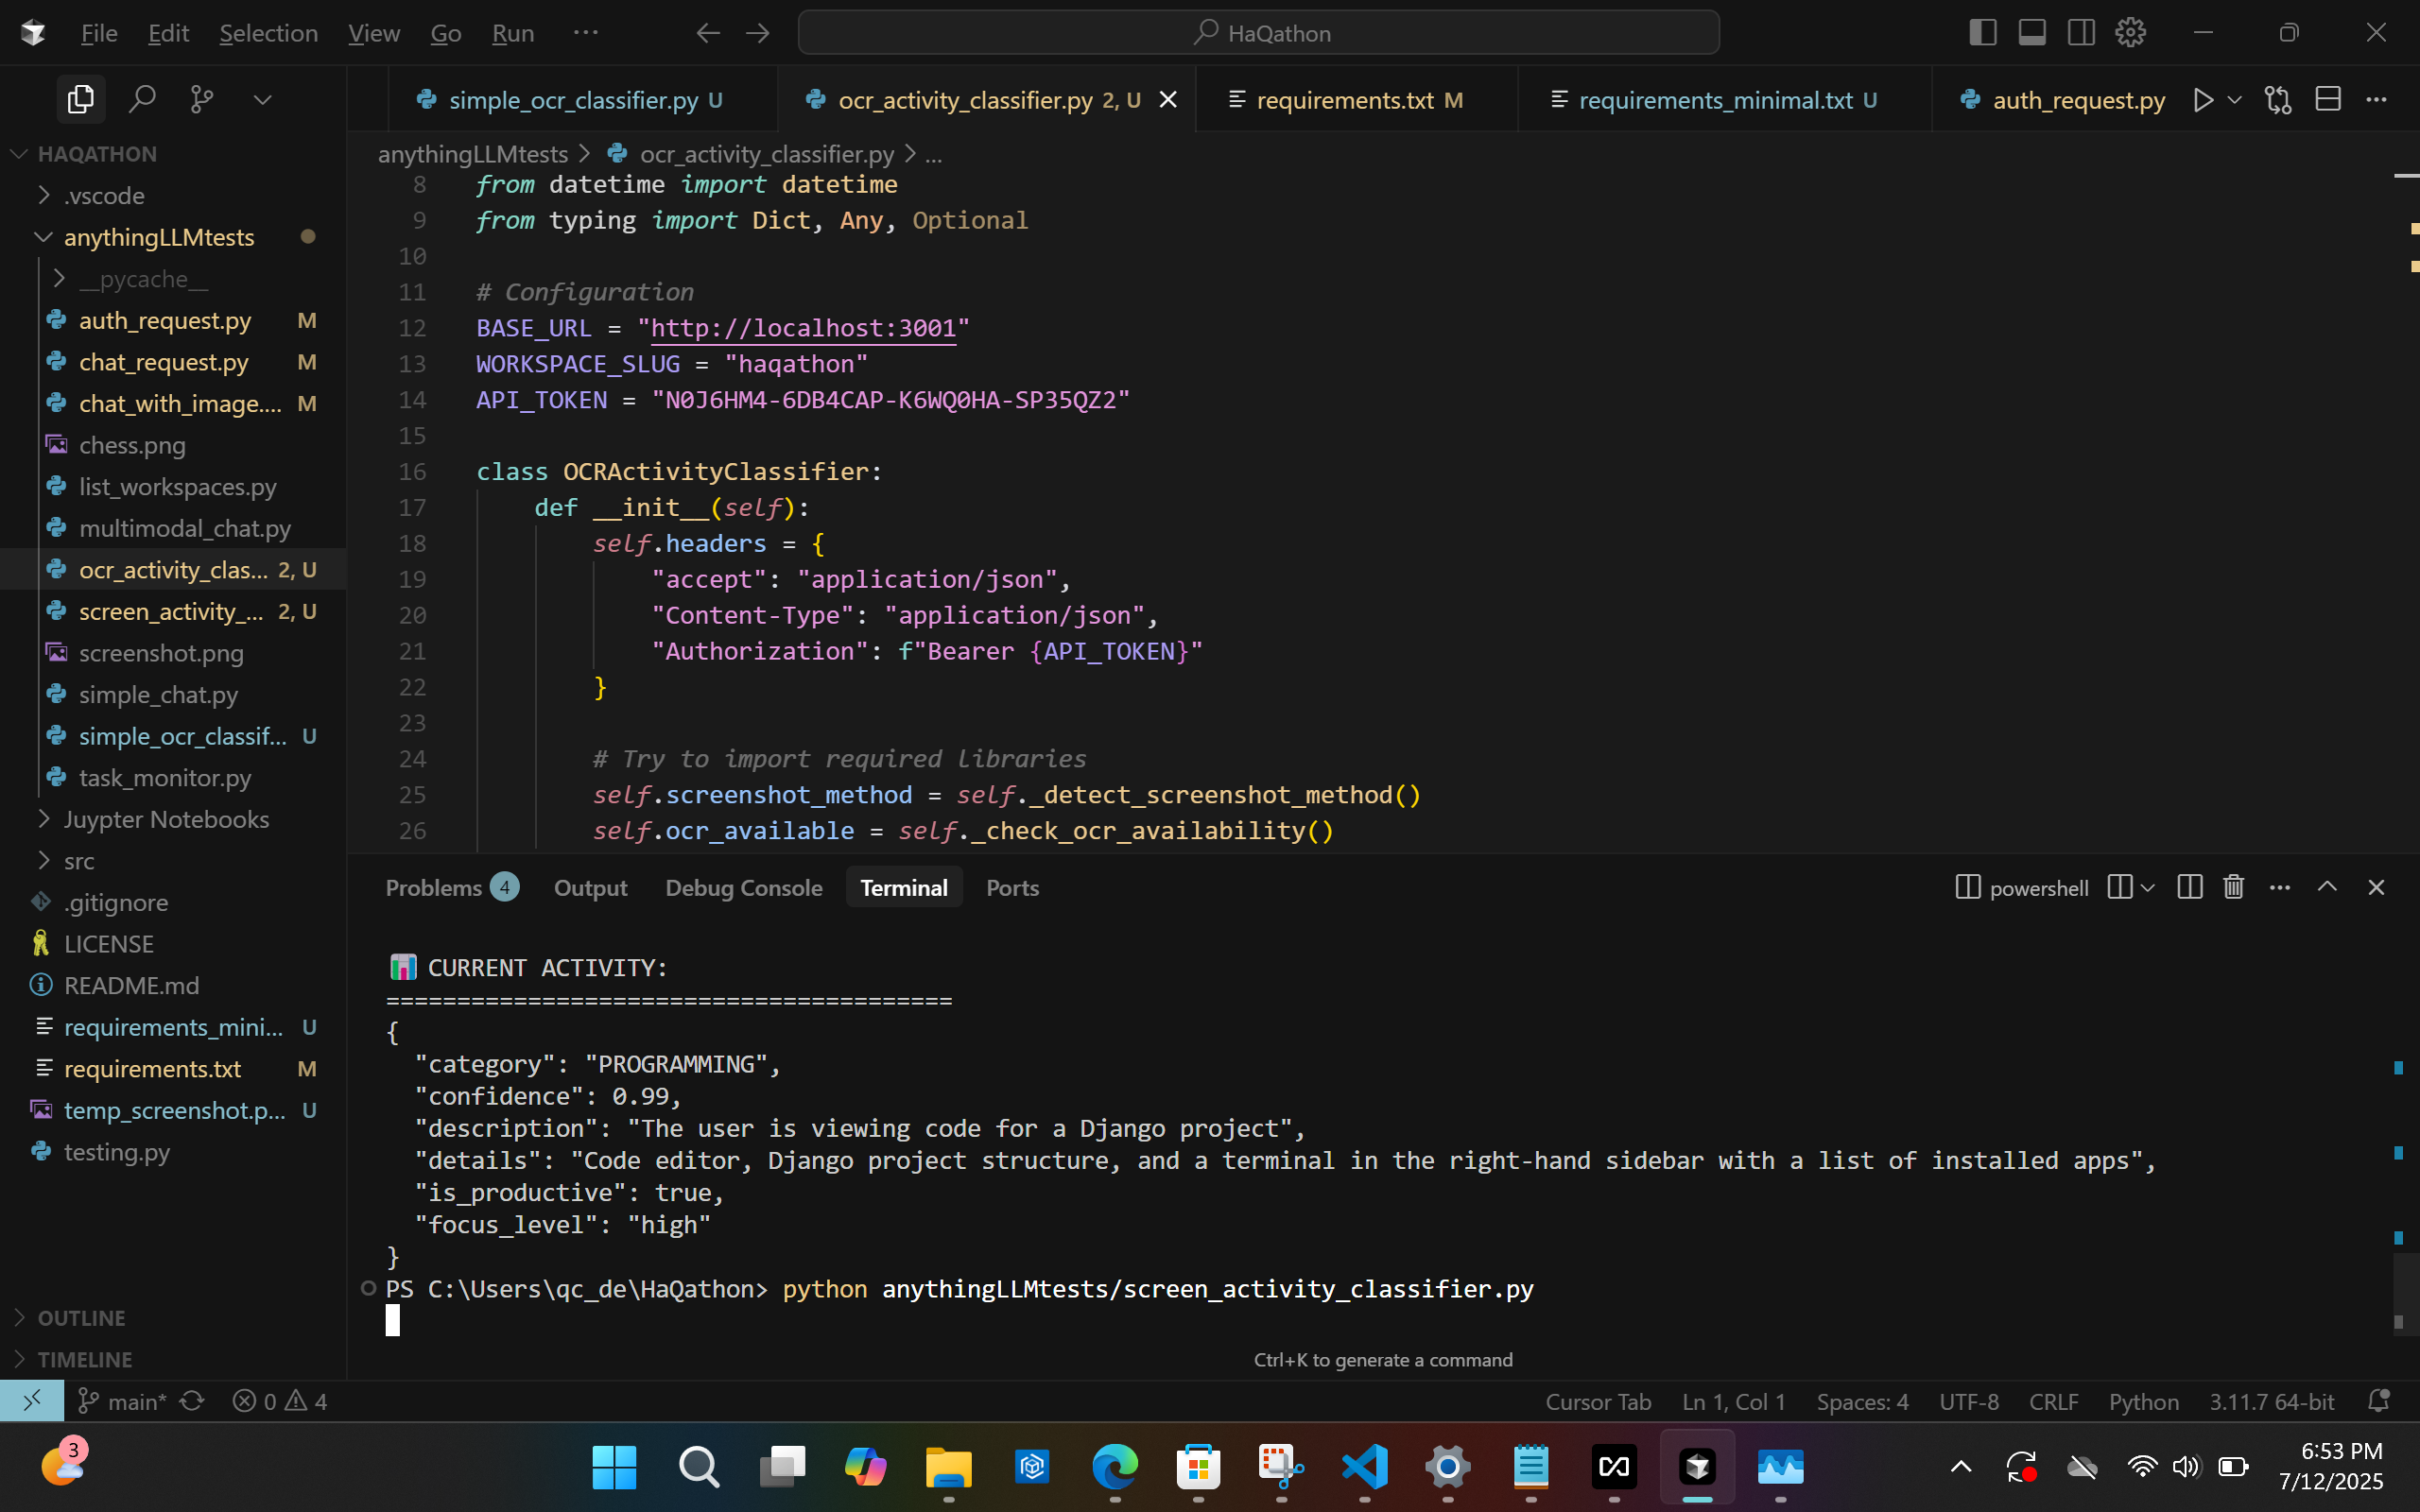 File Edit Selection View Go Run ···
HaQathon
simple_ocr_classifier.py U
ocr_activity_classifier.py 2, U
requirements.txt M
requirements_minimal.txt U
auth_request.py
HAQATHON
.vscode
anythingLLMtests
__pycache__
auth_request.py M
chat_request.py M
chat_with_image.... M
chess.png
list_workspaces.py
multimodal_chat.py
ocr_activity_clas... 2, U
screen_activity_... 2, U
screenshot.png
simple_chat.py
simple_ocr_classif... U
task_monitor.py
Juypter Notebooks
src
.gitignore
LICENSE
README.md
requirements_mini... U
requirements.txt M
temp_screenshot.p... U
testing.py
OUTLINE
TIMELINE
anythingLLMtests > ocr_activity_classifier.py > ...
8 from datetime import datetime
9 from typing import Dict, Any, Optional
10
11 # Configuration
12 BASE_URL = "http://localhost:3001"
13 WORKSPACE_SLUG = "haqathon"
14 API_TOKEN = "N0J6HM4-6DB4CAP-K6WQ0HA-SP35QZ2"
15
16 class OCRActivityClassifier:
17 def __init__(self):
18 self.headers = {
19 "accept": "application/json",
20 "Content-Type": "application/json",
21 "Authorization": f"Bearer {API_TOKEN}"
22 }
23
24 # Try to import required libraries
25 self.screenshot_method = self._detect_screenshot_method()
26 self.ocr_available = self._check_ocr_availability()
Problems 4 Output Debug Console Terminal Ports
powershell
CURRENT ACTIVITY:
========================================
{
"category": "PROGRAMMING",
"confidence": 0.99,
"description": "The user is viewing code for a Django project",
"details": "Code editor, Django project structure, and a terminal in the right-hand sidebar with a list of installed apps",
"is_productive": true,
"focus_level": "high"
}
PS C:\Users\qc_de\HaQathon> python anythingLLMtests/screen_activity_classifier.py
Ctrl+K to generate a command
main* 0 4
Cursor Tab Ln 1, Col 1 Spaces: 4 UTF-8 CRLF Python 3.11.7 64-bit
3
6:53 PM
7/12/2025